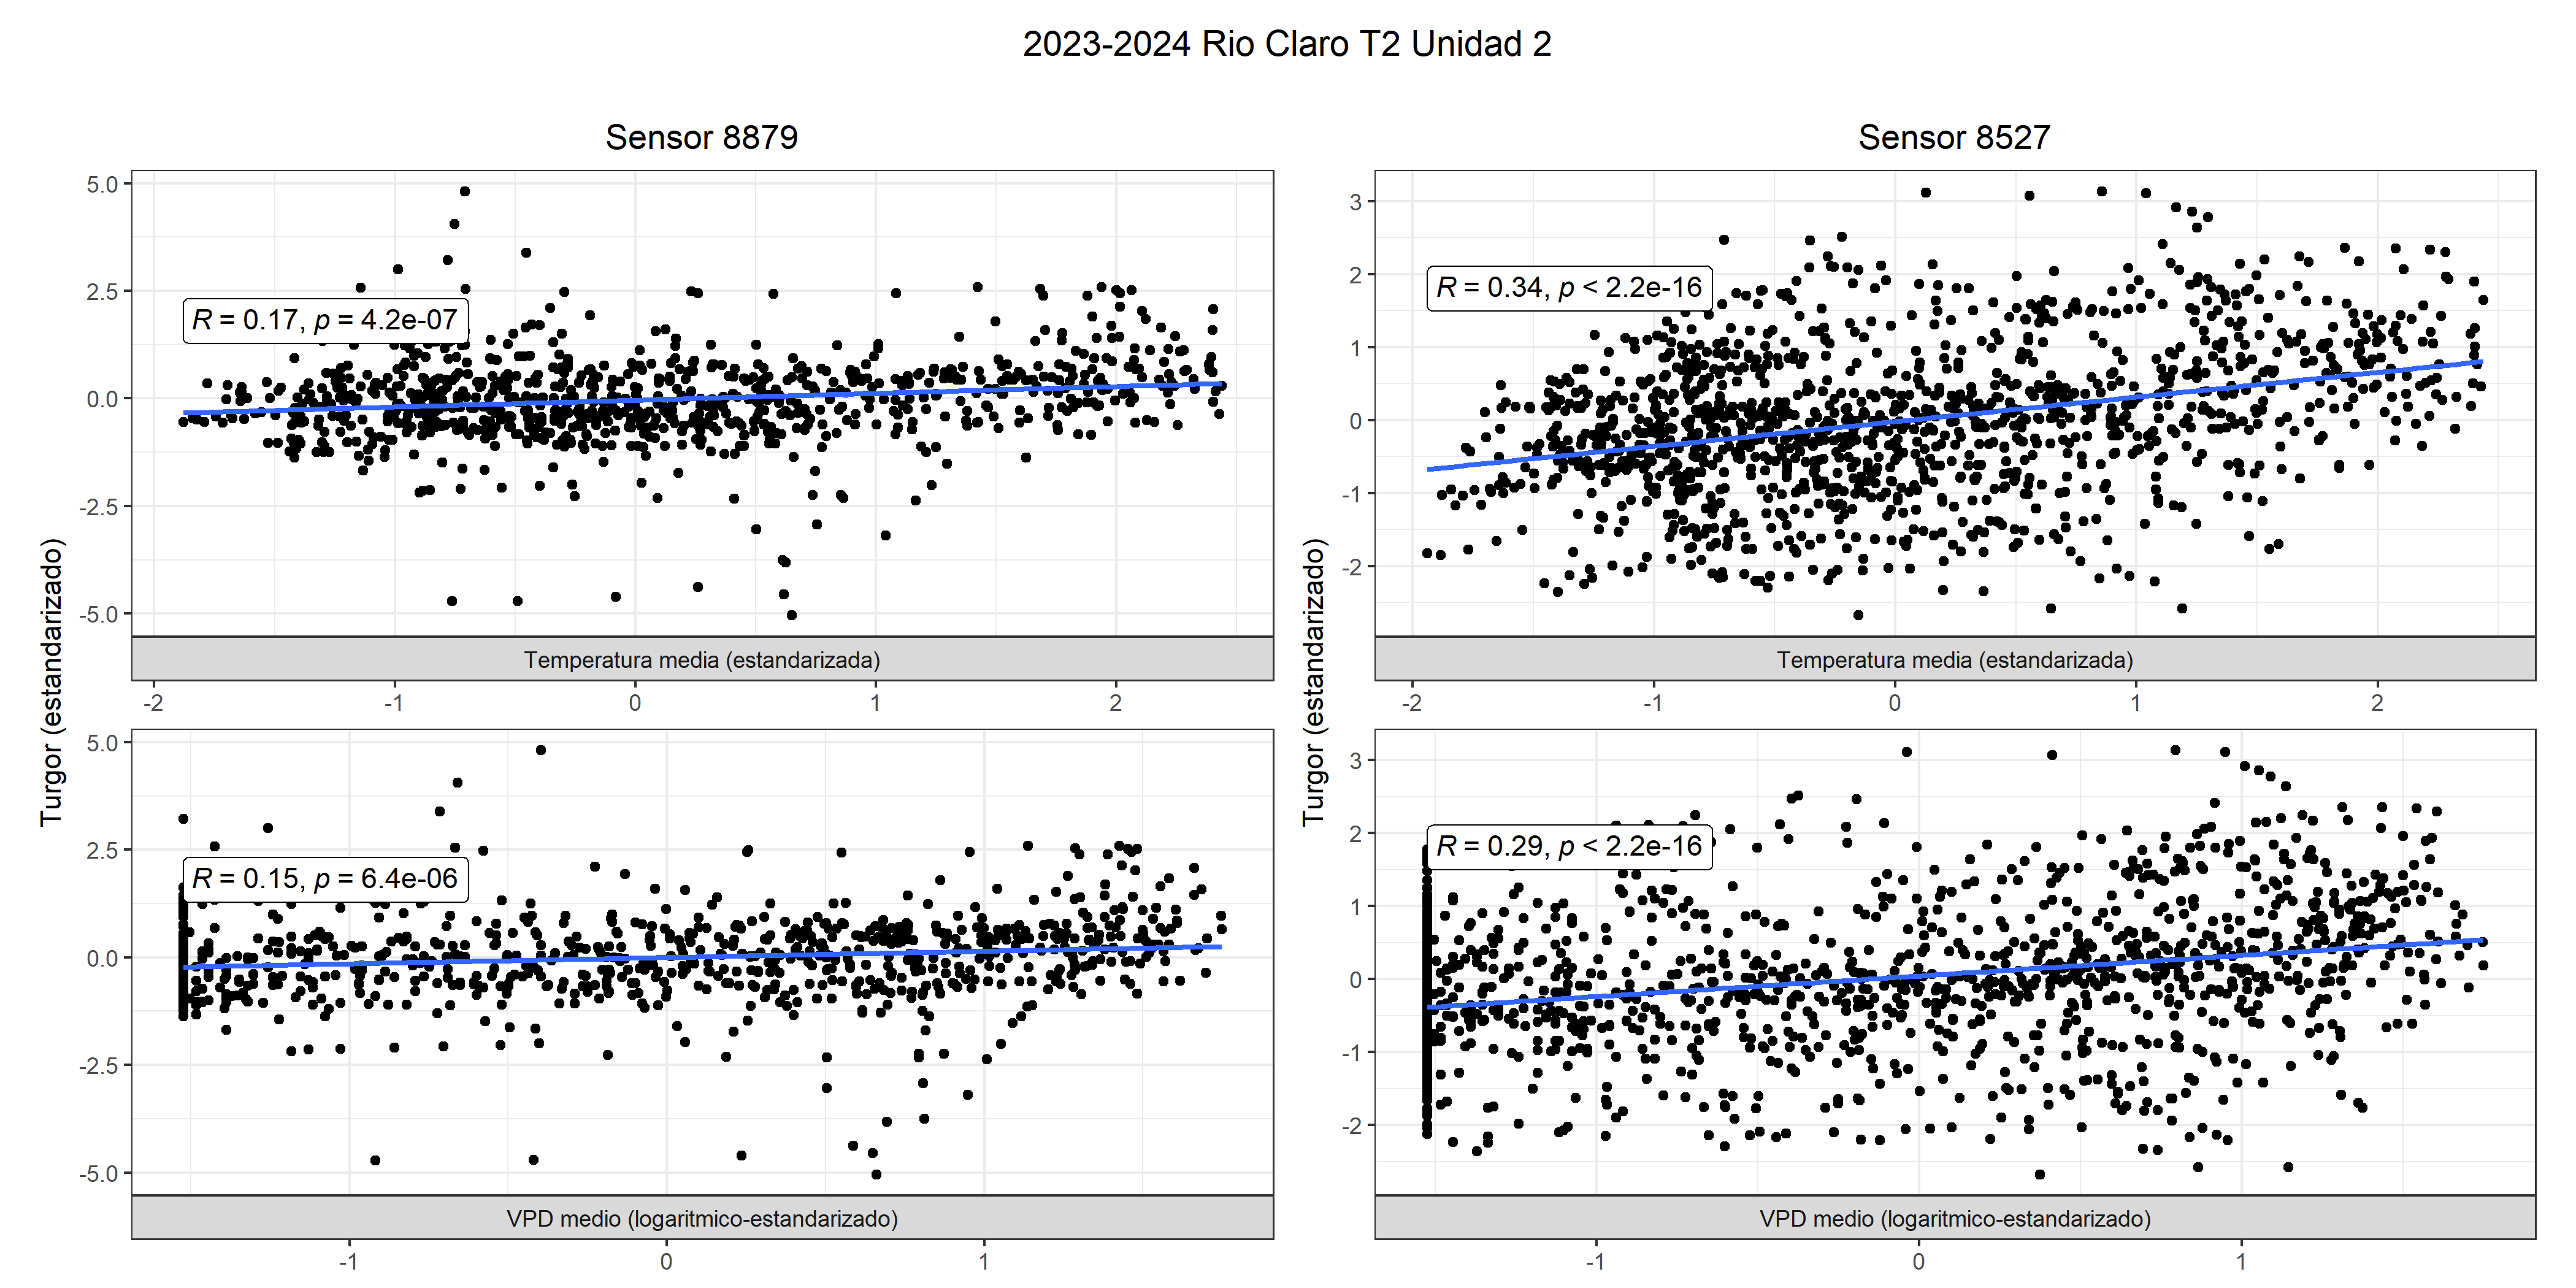 2023-2024 Rio Claro T2 Unidad 2
Sensor 8879
Turgor (estandarizado)
5.0
2.5
0.0
-2.5
-5.0
R = 0.17, p = 4.2e-07
Temperatura media (estandarizada)
-2 -1 0 1 2
5.0
2.5
0.0
-2.5
-5.0
R = 0.15, p = 6.4e-06
VPD medio (logaritmico-estandarizado)
-1 0 1
Sensor 8527
Turgor (estandarizado)
3
2
1
0
-1
-2
R = 0.34, p < 2.2e-16
Temperatura media (estandarizada)
-2 -1 0 1 2
3
2
1
0
-1
-2
R = 0.29, p < 2.2e-16
VPD medio (logaritmico-estandarizado)
-1 0 1